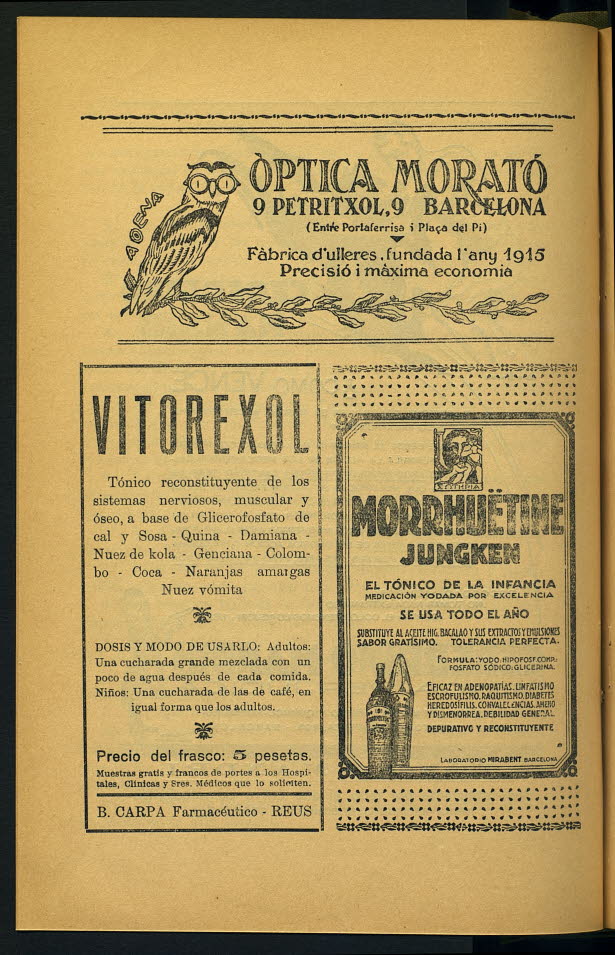 ADEÑA
ÒPTICA MORATÓ
9 PETRITXOL, 9 BARCELONA
(Entre Portaferrisa i Plaça del Pi)
Fàbrica d'ulleres, fundada l'any 1915
Precisió i màxima economia
VITOREXOL
Tónico reconstituyente de los
sistemas nerviosos, muscular y
óseo, a base de Glicerofosfato de
cal y Sosa - Quina - Damiana -
Nuez de kola - Genciana - Colom-
bo - Coca - Naranjas amargas
Nuez vómita
DOSIS Y MODO DE USARLO: Adultos:
Una cucharada grande mezclada con un
poco de agua después de cada comida.
Niños: Una cucharada de las de café, en
igual forma que los adultos.
Precio del frasco: 5 pesetas.
Muestras gratis y francos de portes a los Hospi-
tales, Clínicas y Sres. Médicos que lo soliciten.
B. CARPA Farmacéutico - REUS
MORRHUËTINE
JUNGKEN
EL TÓNICO DE LA INFANCIA
MEDICACIÓN YODADA POR EXCELENCIA
SE USA TODO EL AÑO
SUBSTITUYE AL ACEITE HIG. BACALAO Y SUS EXTRACTOS Y EMULSIONES
SABOR GRATÍSIMO. TOLERANCIA PERFECTA.
FORMULA: YODO. HIPOFOSF. COMP.
FOSFATO SÓDICO. GLICERINA.
EFICAZ EN ADENOPATÍAS. LINFATISMO
ESCROFULISMO. RAQUITISMO. DIABETES
HEREDOSÍFILIS. CONVALECENCIAS. AHENO
Y DISMENORREA. DEBILIDAD GENERAL.
DEPURATIVO Y RECONSTITUYENTE
LABORATORIO MIRABENT BARCELONA